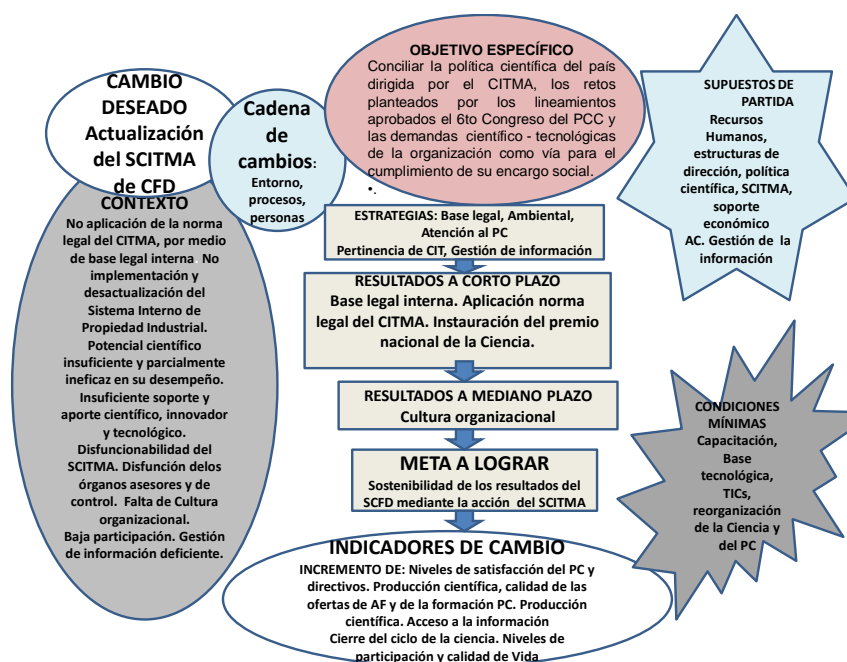 CAMBIO
DESEADO
Actualización
del SCITMA
de CFD
Cadena
de
cambios:
Entorno,
procesos,
personas
OBJETIVO ESPECÍFICO
Conciliar la política científica del país
dirigida por el CITMA, los retos
planteados por los lineamientos
aprobados el 6to Congreso del PCC y
las demandas científico - tecnológicas
de la organización como vía para el
cumplimiento de su encargo social.
•.
SUPUESTOS DE
PARTIDA
Recursos
Humanos,
estructuras de
dirección, política
científica, SCITMA,
soporte
económico
AC. Gestión de la
información
CONTEXTO
No aplicación de la norma
legal del CITMA, por medio
de base legal interna. No
implementación y
desactualización del
Sistema Interno de
Propiedad Industrial.
Potencial científico
insuficiente y parcialmente
ineficaz en su desempeño.
Insuficiente soporte y
aporte científico, innovador
y tecnológico.
Disfuncionabilidad del
SCITMA. Disfunción delos
órganos asesores y de
control. Falta de Cultura
organizacional.
Baja participación. Gestión
de información deficiente.
ESTRATEGIAS: Base legal, Ambiental,
Atención al PC
Pertinencia de CIT, Gestión de información
RESULTADOS A CORTO PLAZO
Base legal interna. Aplicación norma
legal del CITMA. Instauración del premio
nacional de la Ciencia.
RESULTADOS A MEDIANO PLAZO
Cultura organizacional
META A LOGRAR
Sostenibilidad de los resultados del
SCFD mediante la acción del SCITMA
CONDICIONES
MÍNIMAS
Capacitación,
Base
tecnológica,
TICs,
reorganización
de la Ciencia y
del PC
INDICADORES DE CAMBIO
INCREMENTO DE: Niveles de satisfacción del PC y
directivos. Producción científica, calidad de las
ofertas de AF y de la formación PC. Producción
científica. Acceso a la información
Cierre del ciclo de la ciencia. Niveles de
participación y calidad de Vida